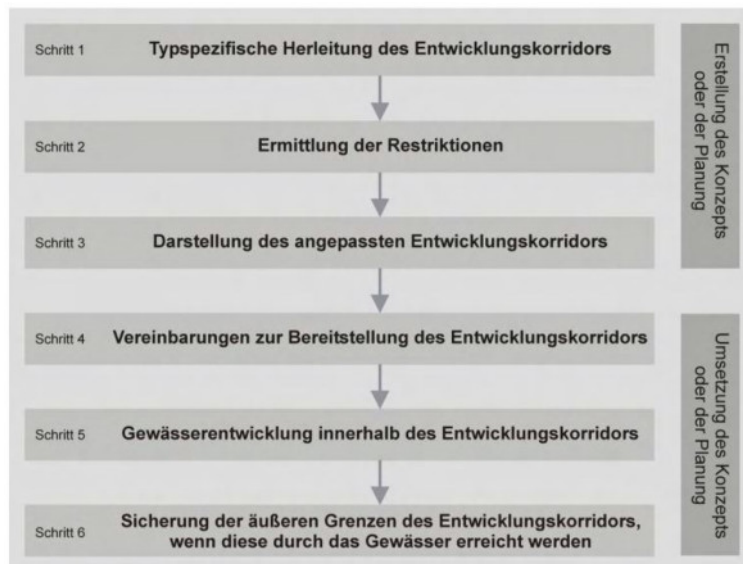 Schritt 1 Typspezifische Herleitung des Entwicklungskorridors
Schritt 2 Ermittlung der Restriktionen
Schritt 3 Darstellung des angepassten Entwicklungskorridors
Erstellung des Konzepts
oder der Planung
Schritt 4 Vereinbarungen zur Bereitstellung des Entwicklungskorridors
Schritt 5 Gewässerentwicklung innerhalb des Entwicklungskorridors
Schritt 6 Sicherung der äußeren Grenzen des Entwicklungskorridors,
wenn diese durch das Gewässer erreicht werden
Umsetzung des Konzepts
oder der Planung